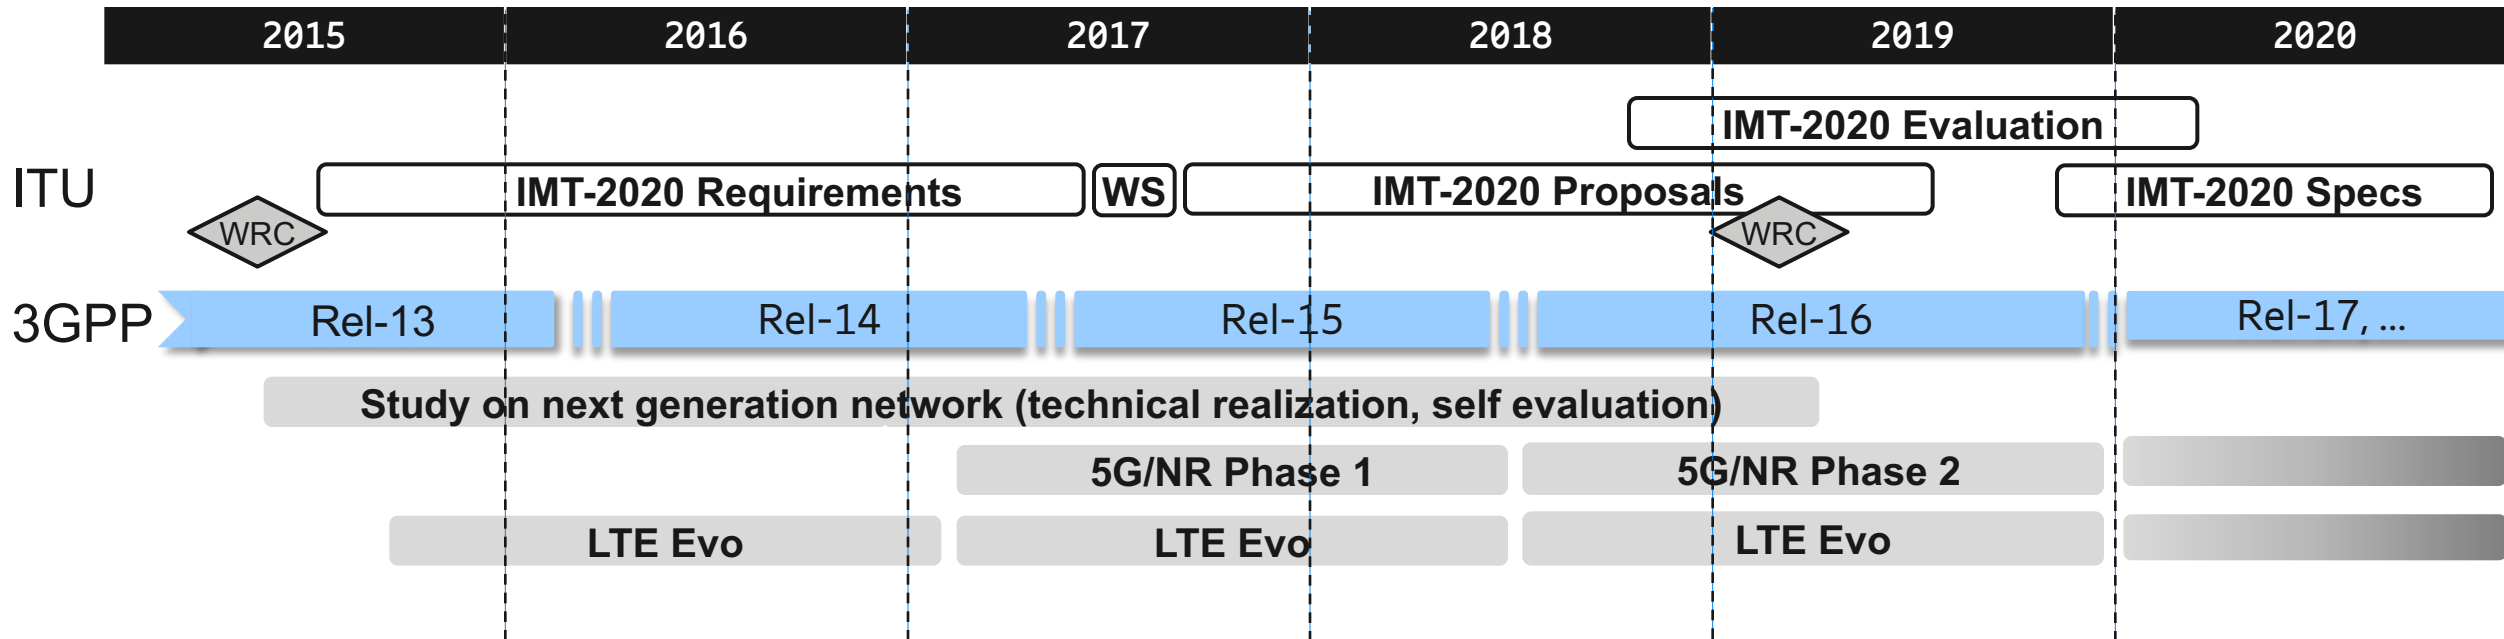 2015 2016 2017 2018 2019 2020
IMT-2020 Evaluation
ITU IMT-2020 Requirements WS IMT-2020 Proposals IMT-2020 Specs
WRC WRC
3GPP Rel-13 Rel-14 Rel-15 Rel-16 Rel-17, ...
Study on next generation network (technical realization, self evaluation)
5G/NR Phase 1 5G/NR Phase 2
LTE Evo LTE Evo LTE Evo